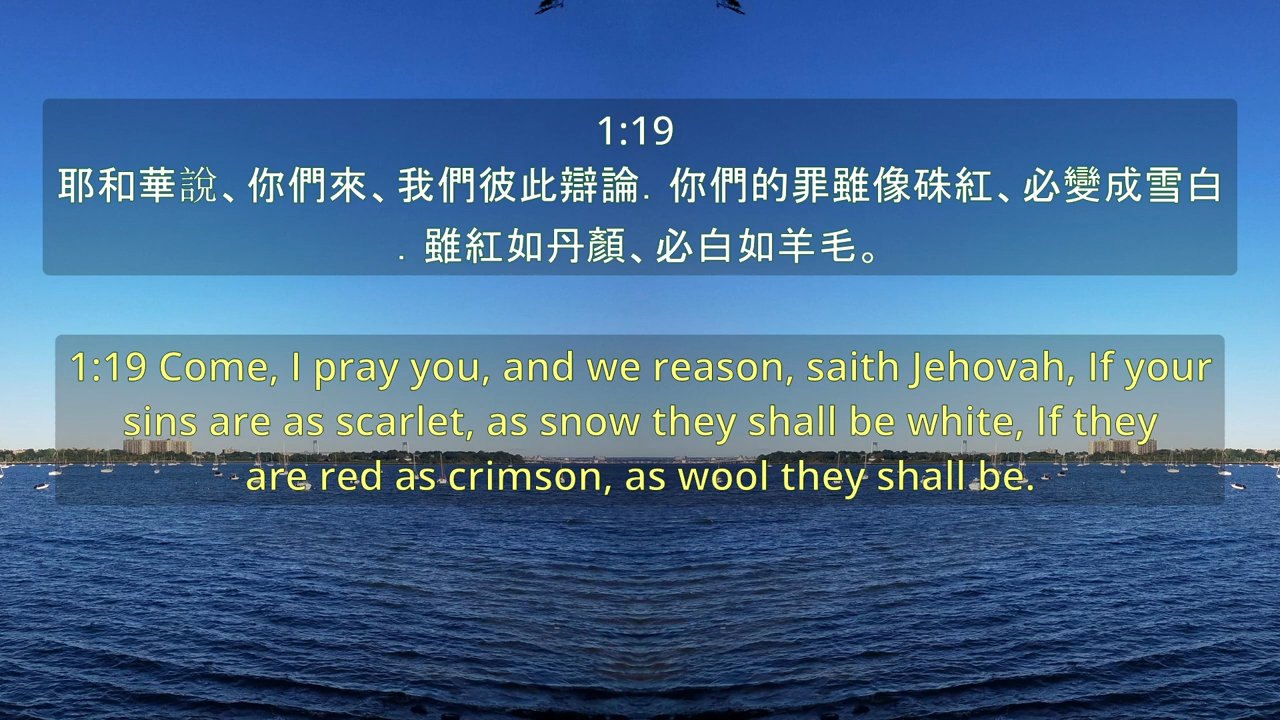 1:19
耶和華說、你們來、我們彼此辯論．你們的罪雖像硃紅、必變成雪白
．雖紅如丹顏、必白如羊毛。
1:19 Come, I pray you, and we reason, saith Jehovah, If your
sins are as scarlet, as snow they shall be white, If they
are red as crimson, as wool they shall be.